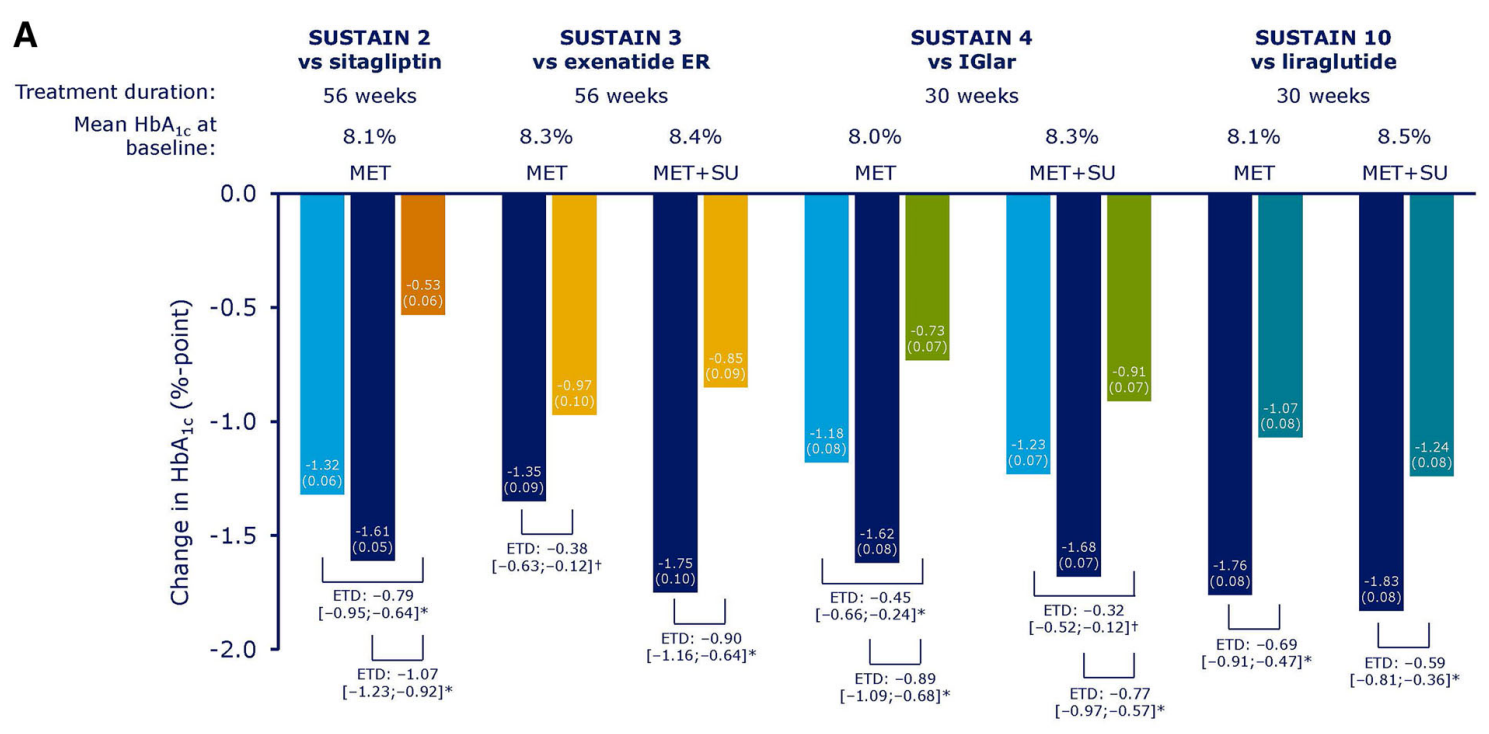 A
SUSTAIN 2
vs sitagliptin
SUSTAIN 3
vs exenatide ER
SUSTAIN 4
vs IGlar
SUSTAIN 10
vs liraglutide
Treatment duration: 56 weeks 56 weeks 30 weeks 30 weeks
Mean HbA1c at
baseline: 8.1% 8.3% 8.4% 8.0% 8.3% 8.1% 8.5%
MET MET MET+SU MET MET+SU MET MET+SU
Change in HbA1c (%-point)
0.0
-0.5
-1.0
-1.5
-2.0
-1.32
(0.06)
-1.61
(0.05)
-0.53
(0.06)
ETD: −0.79
[−0.95;−0.64]*
ETD: −1.07
[−1.23;−0.92]*
-1.35
(0.09)
-0.97
(0.10)
ETD: −0.38
[−0.63;−0.12]†
-1.75
(0.10)
-0.85
(0.09)
ETD: −0.90
[−1.16;−0.64]*
-1.18
(0.08)
-1.62
(0.08)
-0.73
(0.07)
ETD: −0.45
[−0.66;−0.24]*
ETD: −0.89
[−1.09;−0.68]*
-1.23
(0.07)
-1.68
(0.07)
-0.91
(0.07)
ETD: −0.32
[−0.52;−0.12]†
ETD: −0.77
[−0.97;−0.57]*
-1.76
(0.08)
-1.07
(0.08)
ETD: −0.69
[−0.91;−0.47]*
-1.83
(0.08)
-1.24
(0.08)
ETD: −0.59
[−0.81;−0.36]*